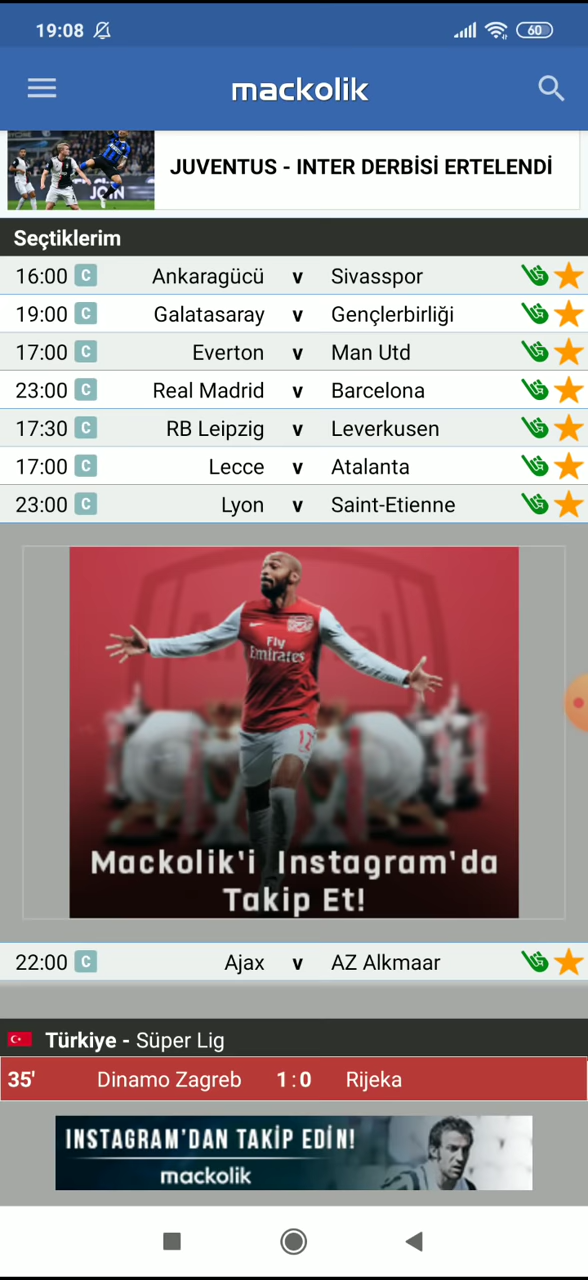 19:08
60
mackolik
JUVENTUS - INTER DERBİSİ ERTELENDİ
JOIN
Seçtiklerim
16:00 C Ankaragücü v Sivasspor
19:00 C Galatasaray v Gençlerbirliği
17:00 C Everton v Man Utd
23:00 C Real Madrid v Barcelona
17:30 C RB Leipzig v Leverkusen
17:00 C Lecce v Atalanta
23:00 C Lyon v Saint-Etienne
Fly
Emirates
12
Mackolik'i Instagram'da
Takip Et!
22:00 C Ajax v AZ Alkmaar
Türkiye - Süper Lig
35' Dinamo Zagreb 1:0 Rijeka
INSTAGRAM'DAN TAKİP EDİN!
mackolik